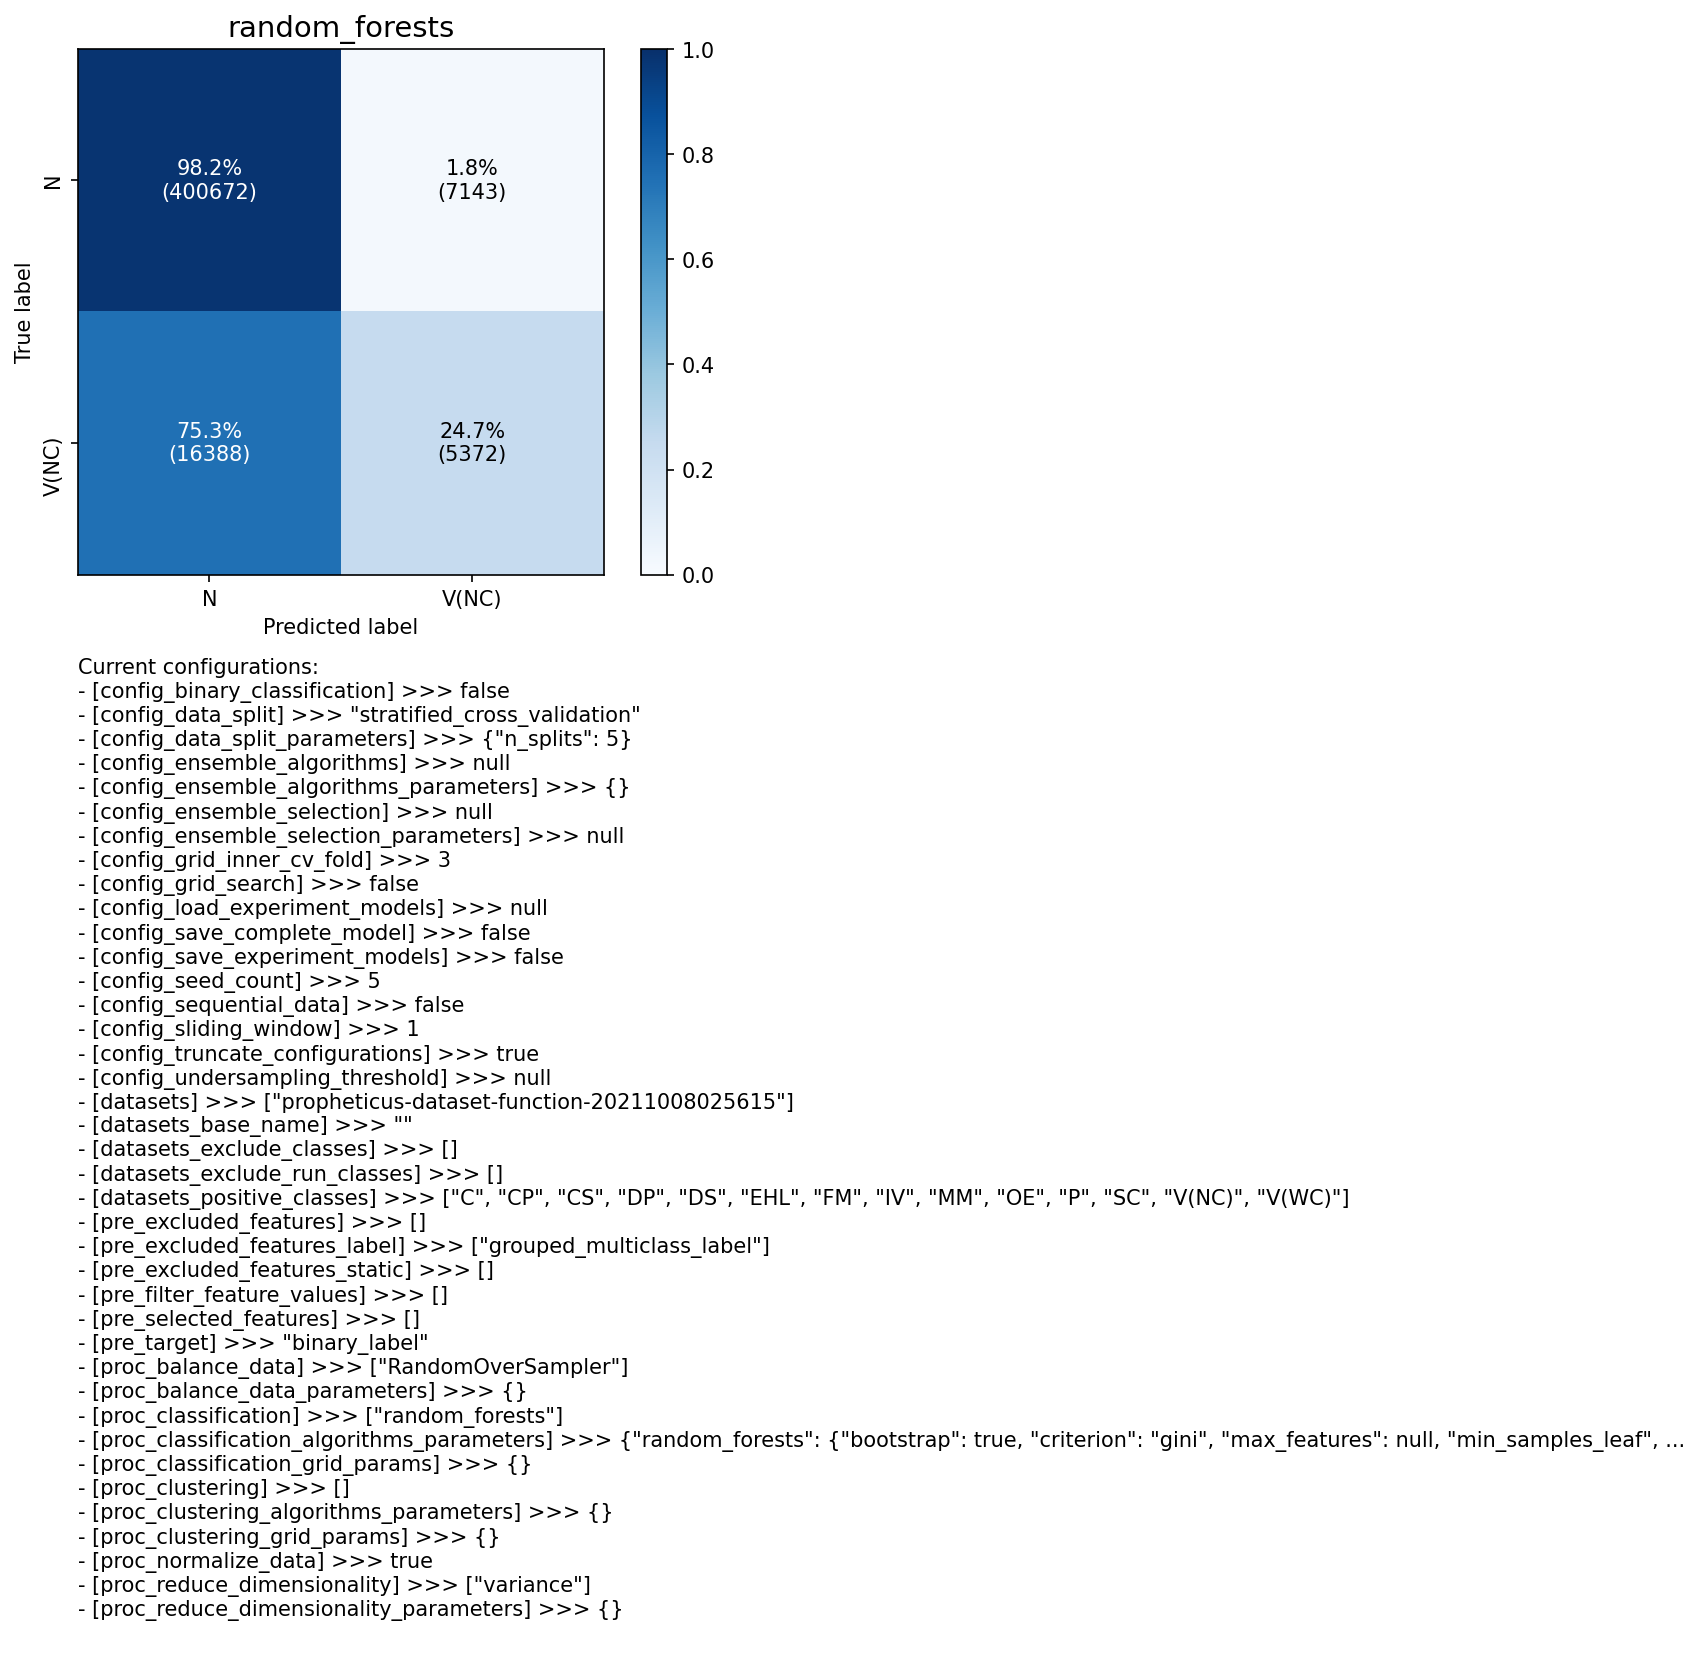 random_forests
98.2%
(400672)
1.8%
(7143)
75.3%
(16388)
24.7%
(5372)
N
V(NC)
True label
N
V(NC)
Predicted label
1.0
0.8
0.6
0.4
0.2
0.0
Current configurations:
- [config_binary_classification] >>> false
- [config_data_split] >>> "stratified_cross_validation"
- [config_data_split_parameters] >>> {"n_splits": 5}
- [config_ensemble_algorithms] >>> null
- [config_ensemble_algorithms_parameters] >>> {}
- [config_ensemble_selection] >>> null
- [config_ensemble_selection_parameters] >>> null
- [config_grid_inner_cv_fold] >>> 3
- [config_grid_search] >>> false
- [config_load_experiment_models] >>> null
- [config_save_complete_model] >>> false
- [config_save_experiment_models] >>> false
- [config_seed_count] >>> 5
- [config_sequential_data] >>> false
- [config_sliding_window] >>> 1
- [config_truncate_configurations] >>> true
- [config_undersampling_threshold] >>> null
- [datasets] >>> ["propheticus-dataset-function-20211008025615"]
- [datasets_base_name] >>> ""
- [datasets_exclude_classes] >>> []
- [datasets_exclude_run_classes] >>> []
- [datasets_positive_classes] >>> ["C", "CP", "CS", "DP", "DS", "EHL", "FM", "IV", "MM", "OE", "P", "SC", "V(NC)", "V(WC)"]
- [pre_excluded_features] >>> []
- [pre_excluded_features_label] >>> ["grouped_multiclass_label"]
- [pre_excluded_features_static] >>> []
- [pre_filter_feature_values] >>> []
- [pre_selected_features] >>> []
- [pre_target] >>> "binary_label"
- [proc_balance_data] >>> ["RandomOverSampler"]
- [proc_balance_data_parameters] >>> {}
- [proc_classification] >>> ["random_forests"]
- [proc_classification_algorithms_parameters] >>> {"random_forests": {"bootstrap": true, "criterion": "gini", "max_features": null, "min_samples_leaf", ...
- [proc_classification_grid_params] >>> {}
- [proc_clustering] >>> []
- [proc_clustering_algorithms_parameters] >>> {}
- [proc_clustering_grid_params] >>> {}
- [proc_normalize_data] >>> true
- [proc_reduce_dimensionality] >>> ["variance"]
- [proc_reduce_dimensionality_parameters] >>> {}